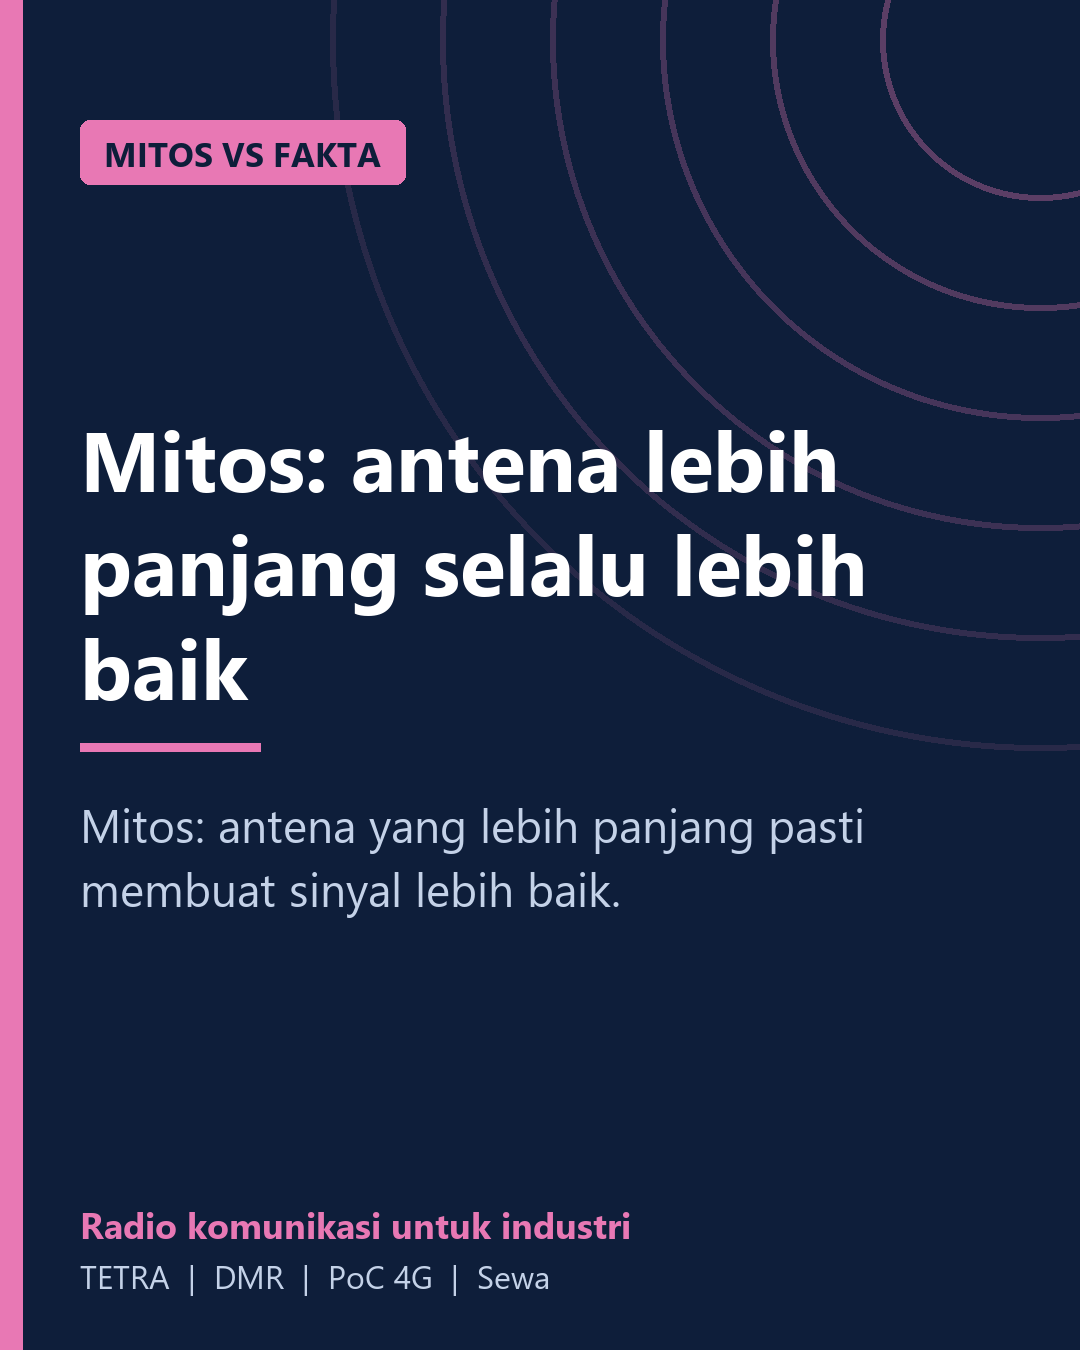 MITOS VS FAKTA
Mitos: antena lebih
panjang selalu lebih
baik
Mitos: antena yang lebih panjang pasti
membuat sinyal lebih baik.
Radio komunikasi untuk industri
TETRA | DMR | PoC 4G | Sewa